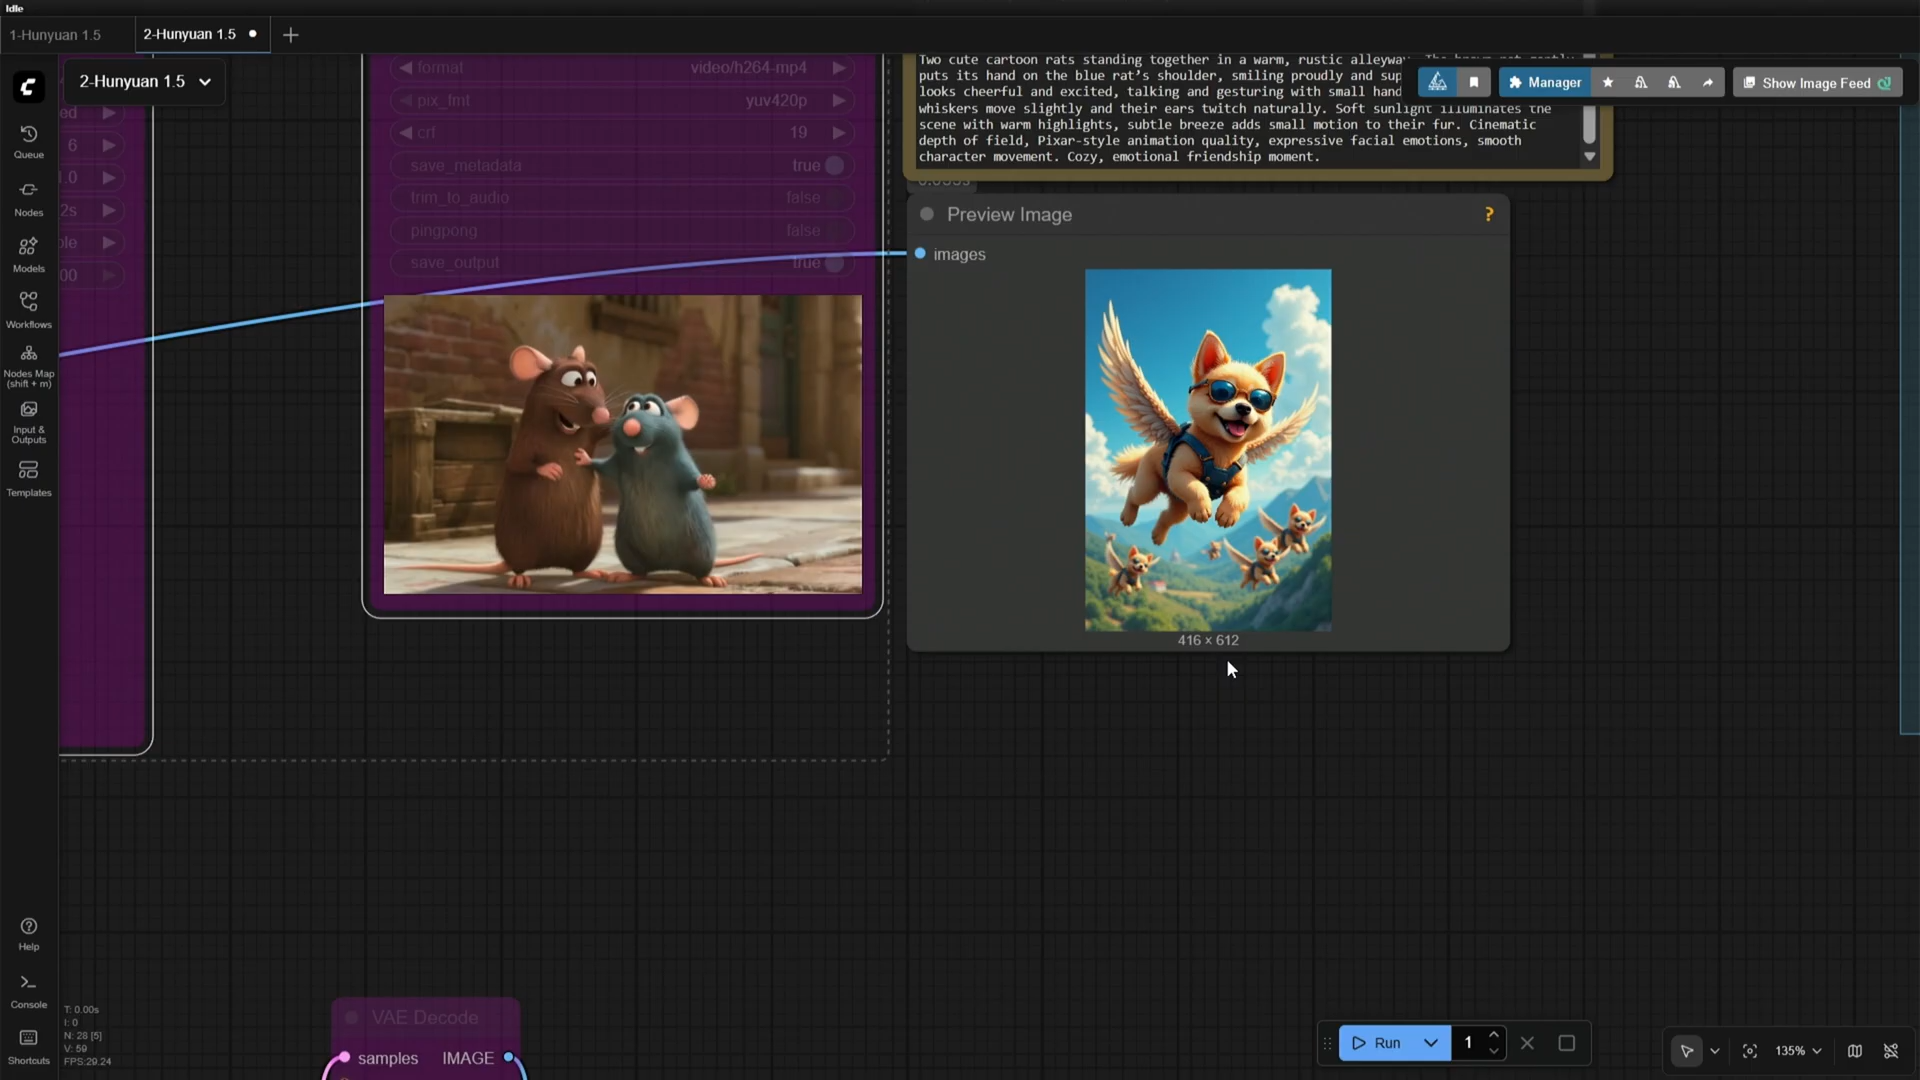 Idle
1-Hunyuan 1.5
2-Hunyuan 1.5
2-Hunyuan 1.5
Queue
Nodes
Models
Workflows
Nodes Map
(shift + m)
Input &
Outputs
Templates
Help
Console
Shortcuts
ed
6
1.0
2s
ole
00
format video/h264-mp4
pix_fmt yuv420p
crf 19
save_metadata true
trim_to_audio false
pingpong false
save_output true
Two cute cartoon rats standing together in a warm, rustic alleyway.
puts its hand on the blue rat's shoulder, smiling proudly and sup
looks cheerful and excited, talking and gesturing with small hand
whiskers move slightly and their ears twitch naturally. Soft sunlight illuminates the
scene with warm highlights, subtle breeze adds small motion to their fur. Cinematic
depth of field, Pixar-style animation quality, expressive facial emotions, smooth
character movement. Cozy, emotional friendship moment.
Manager
Show Image Feed
Preview Image ?
images
416 × 612
VAE Decode
samples IMAGE
T: 0.00s
I: 0
N: 28 [5]
V: 59
FPS:29.24
Run 1
135%